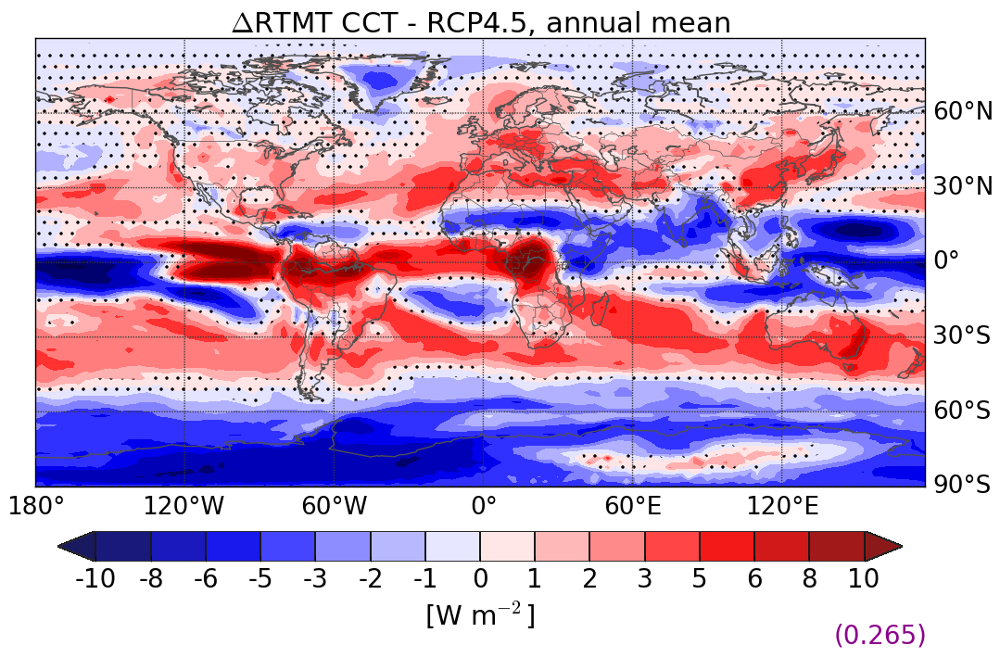 ΔRTMT CCT - RCP4.5, annual mean
60°N
30°N
0°
30°S
60°S
90°S
180° 120°W 60°W 0° 60°E 120°E
-10 -8 -6 -5 -3 -2 -1 0 1 2 3 5 6 8 10
[W m⁻²]
(0.265)